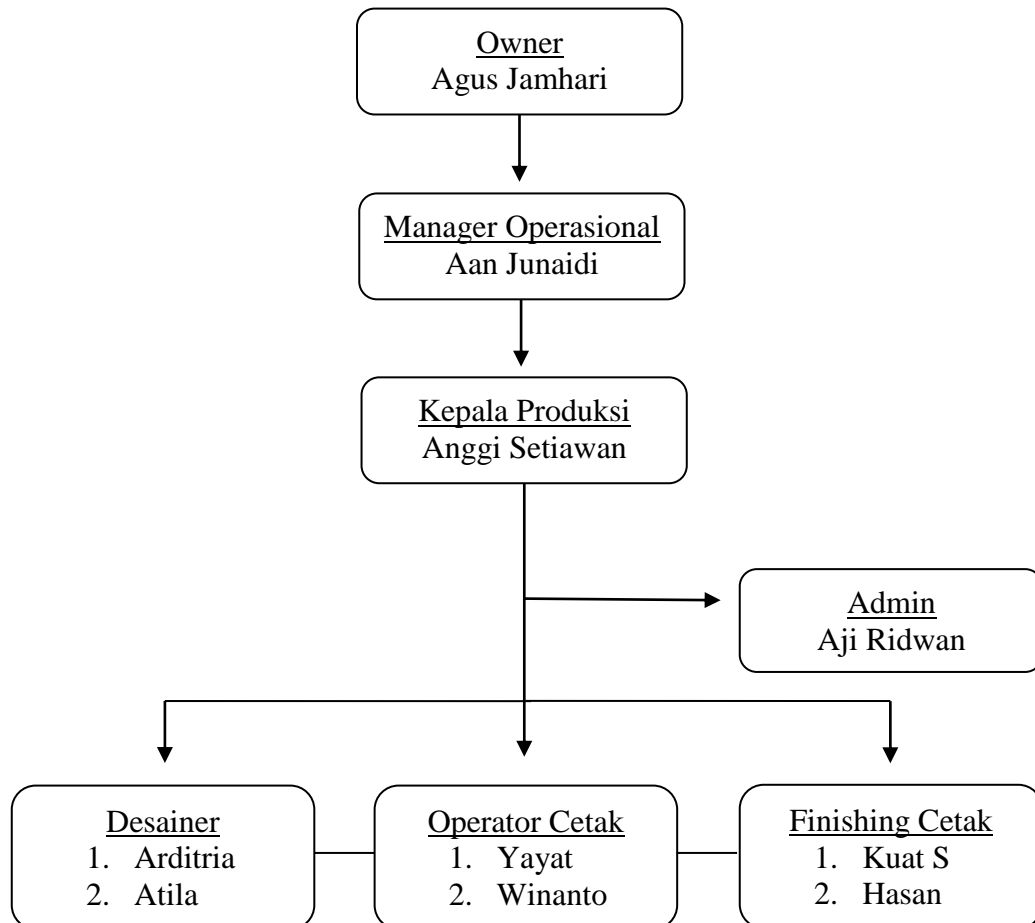 Owner
Agus Jamhari
Manager Operasional
Aan Junaidi
Kepala Produksi
Anggi Setiawan
Admin
Aji Ridwan
Desainer
1. Arditria
2. Atila
Operator Cetak
1. Yayat
2. Winanto
Finishing Cetak
1. Kuat S
2. Hasan